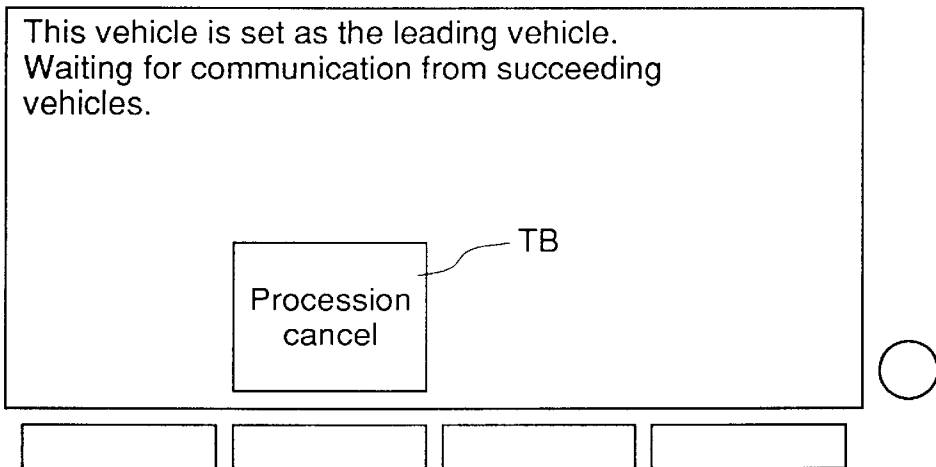 This vehicle is set as the leading vehicle.
Waiting for communication from succeeding
vehicles.
TB
Procession
cancel